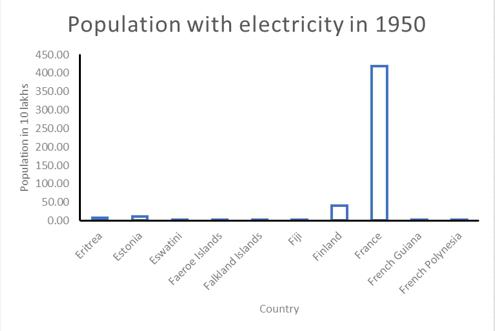 Population with electricity in 1950
Population in 10 lakhs
450.00
400.00
350.00
300.00
250.00
200.00
150.00
100.00
50.00
0.00
Eritrea
Estonia
Eswatini
Faeroe Islands
Falkland Islands
Fiji
Finland
France
French Guiana
French Polynesia
Country